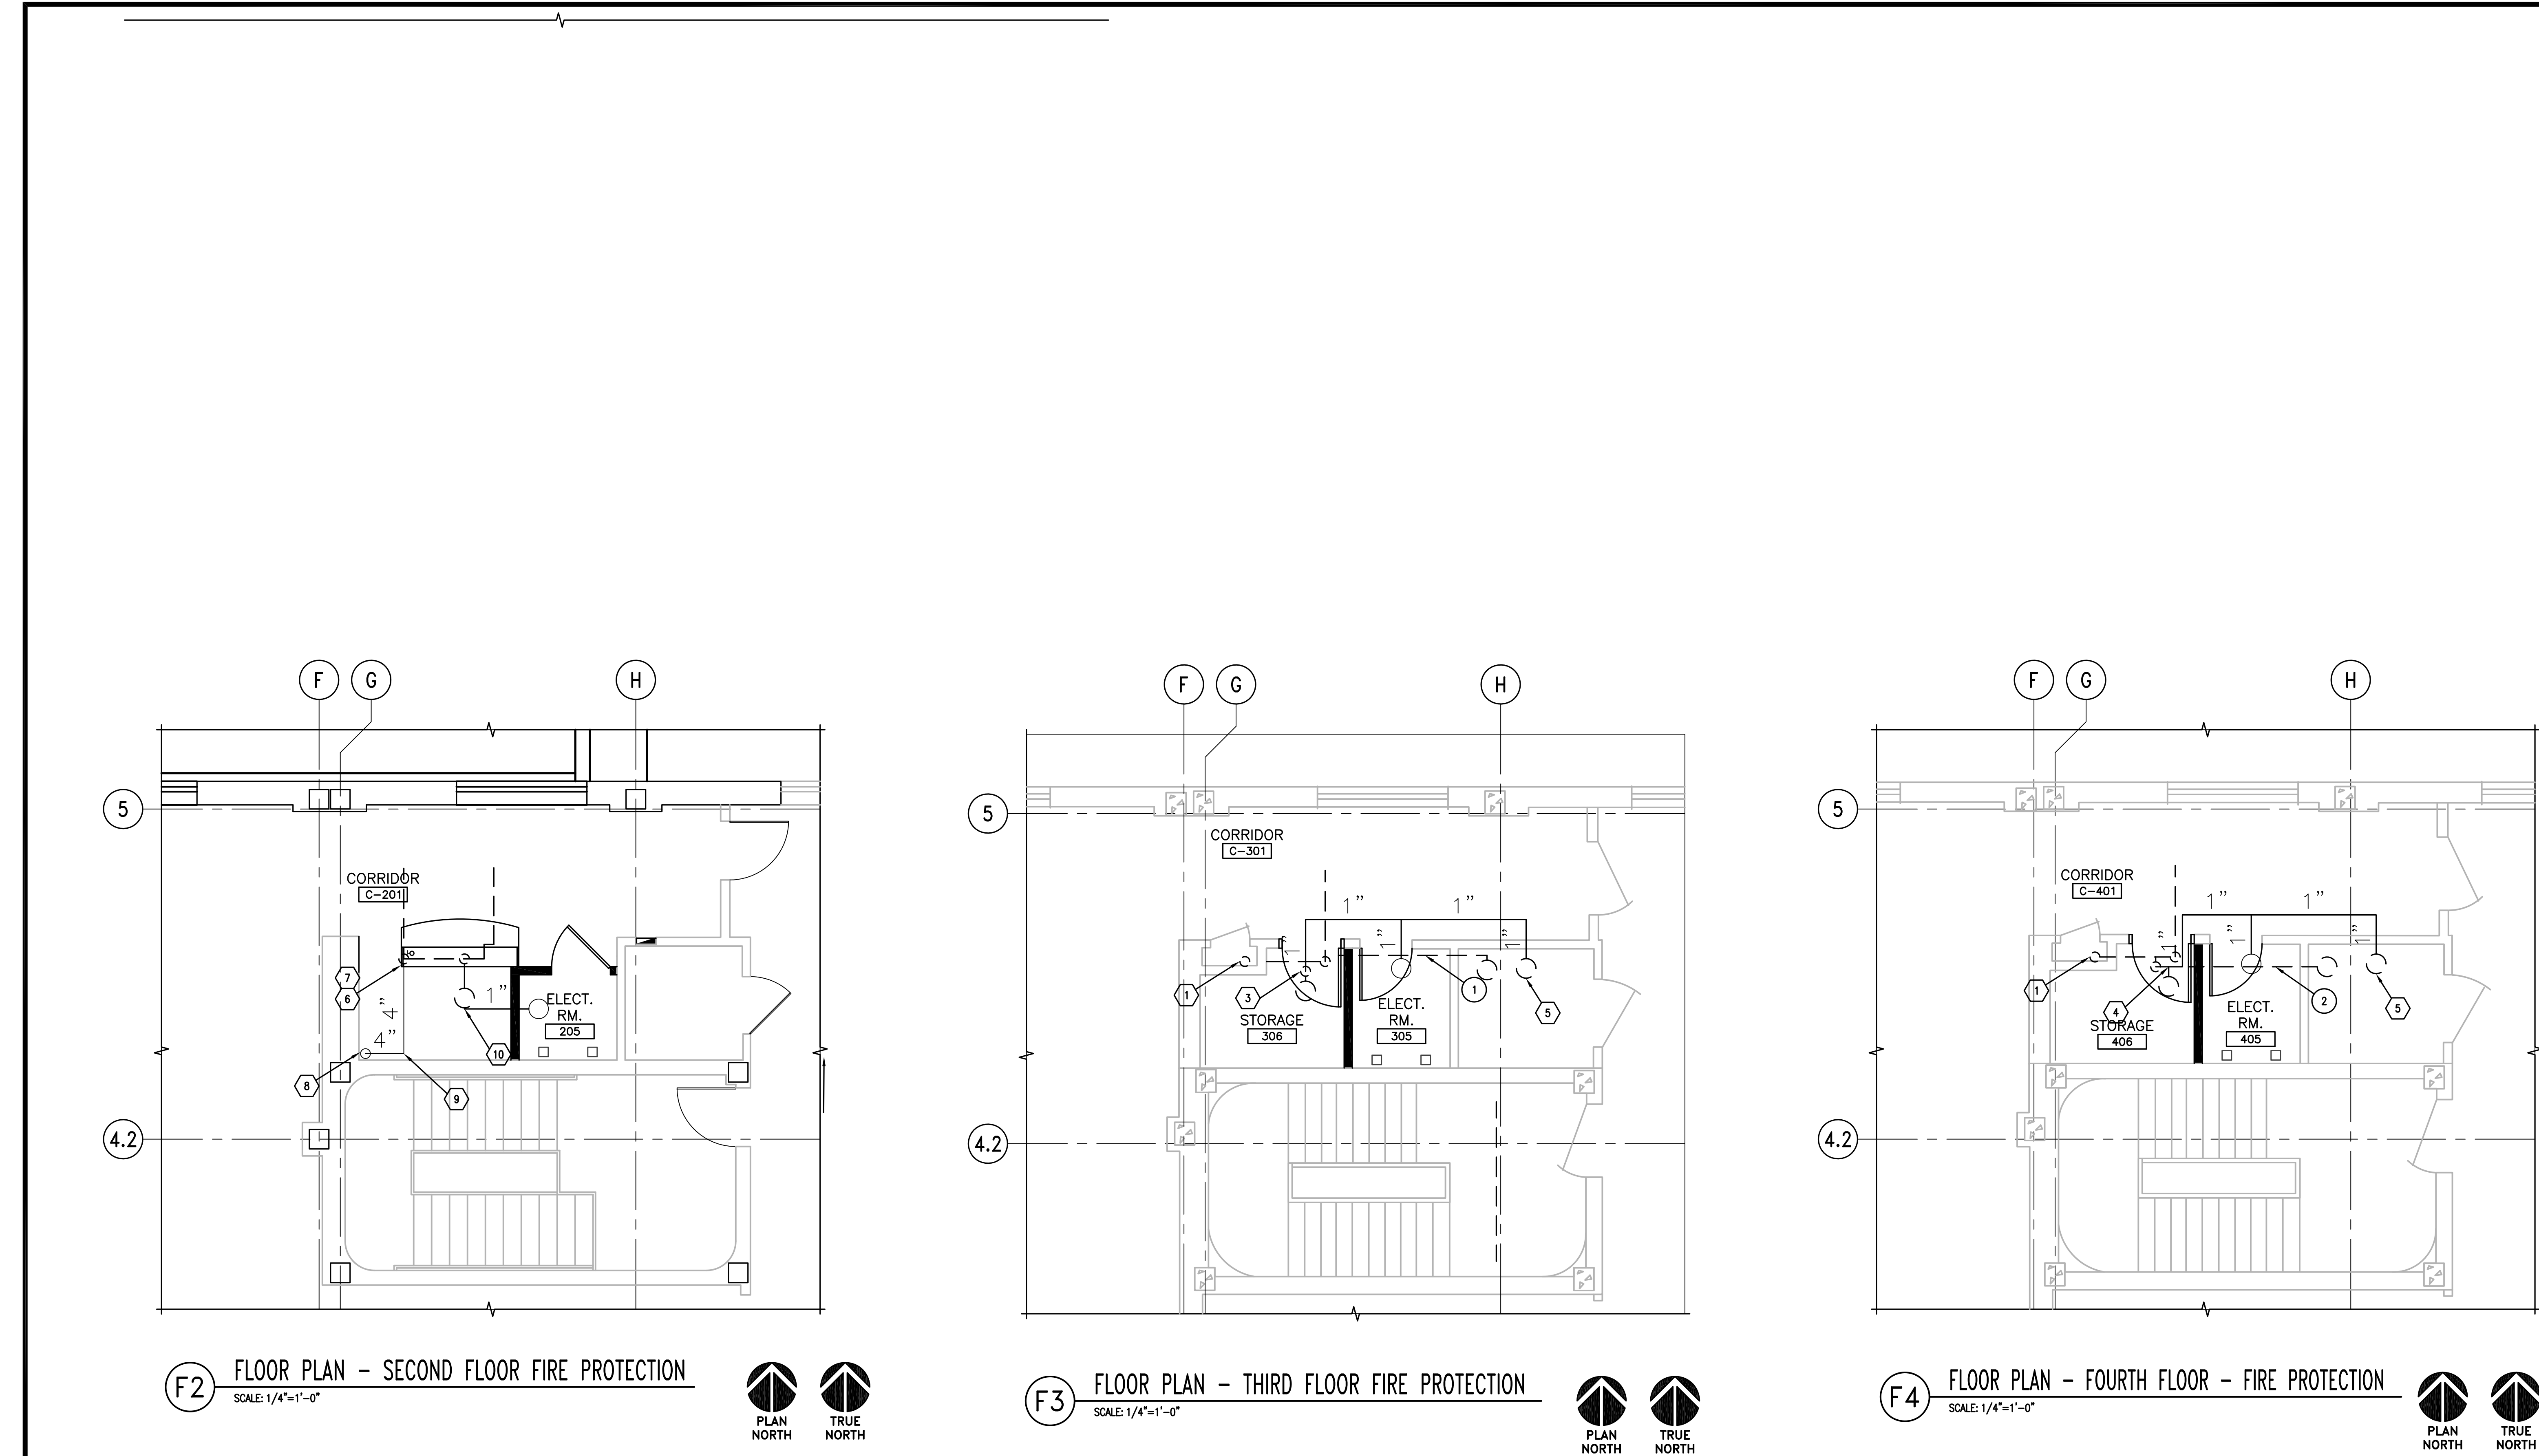 F
G
H
5
CORRIDOR
C-201
7
6
4"
4"
1"
ELECT.
RM.
205
10
8
9
4.2
F2
FLOOR PLAN - SECOND FLOOR FIRE PROTECTION
SCALE: 1/4"=1'-0"
PLAN
NORTH
TRUE
NORTH
F
G
H
5
CORRIDOR
C-301
1"
1"
1"
1"
1"
1
3
1
5
STORAGE
306
ELECT.
RM.
305
4.2
F3
FLOOR PLAN - THIRD FLOOR FIRE PROTECTION
SCALE: 1/4"=1'-0"
PLAN
NORTH
TRUE
NORTH
F
G
H
5
CORRIDOR
C-401
1"
1"
1"
1"
1"
1
4
2
5
STORAGE
406
ELECT.
RM.
405
4.2
F4
FLOOR PLAN - FOURTH FLOOR - FIRE PROTECTION
SCALE: 1/4"=1'-0"
PLAN
NORTH
TRUE
NORTH